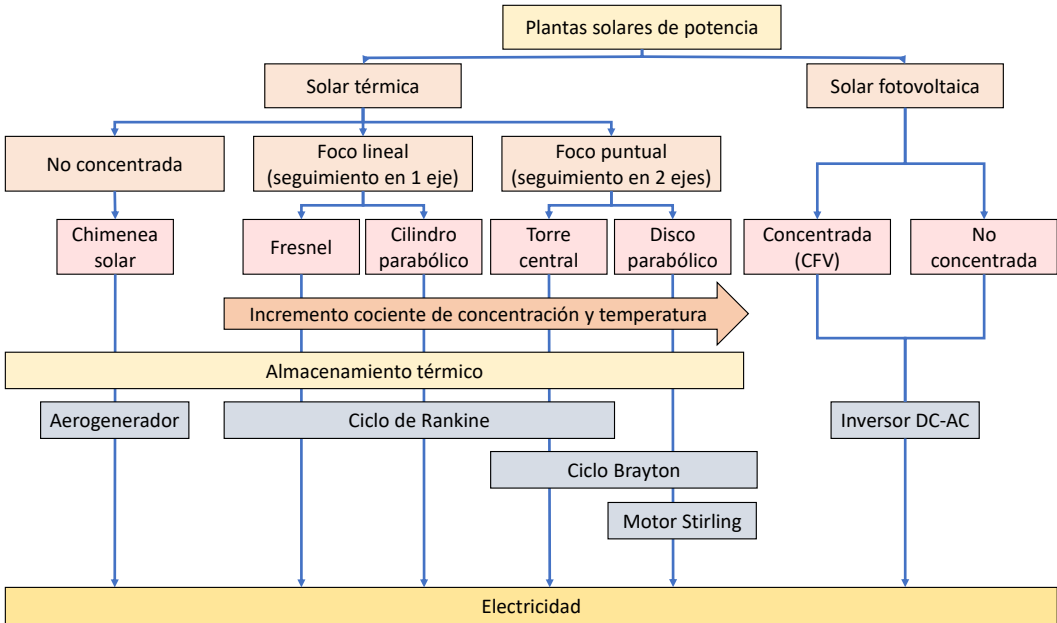 Plantas solares de potencia
Solar térmica
Solar fotovoltaica
No concentrada
Foco lineal
(seguimiento en 1 eje)
Foco puntual
(seguimiento en 2 ejes)
Chimenea
solar
Fresnel
Cilindro
parabólico
Torre
central
Disco
parabólico
Concentrada
(CFV)
No
concentrada
Incremento cociente de concentración y temperatura
Almacenamiento térmico
Aerogenerador
Ciclo de Rankine
Inversor DC-AC
Ciclo Brayton
Motor Stirling
Electricidad